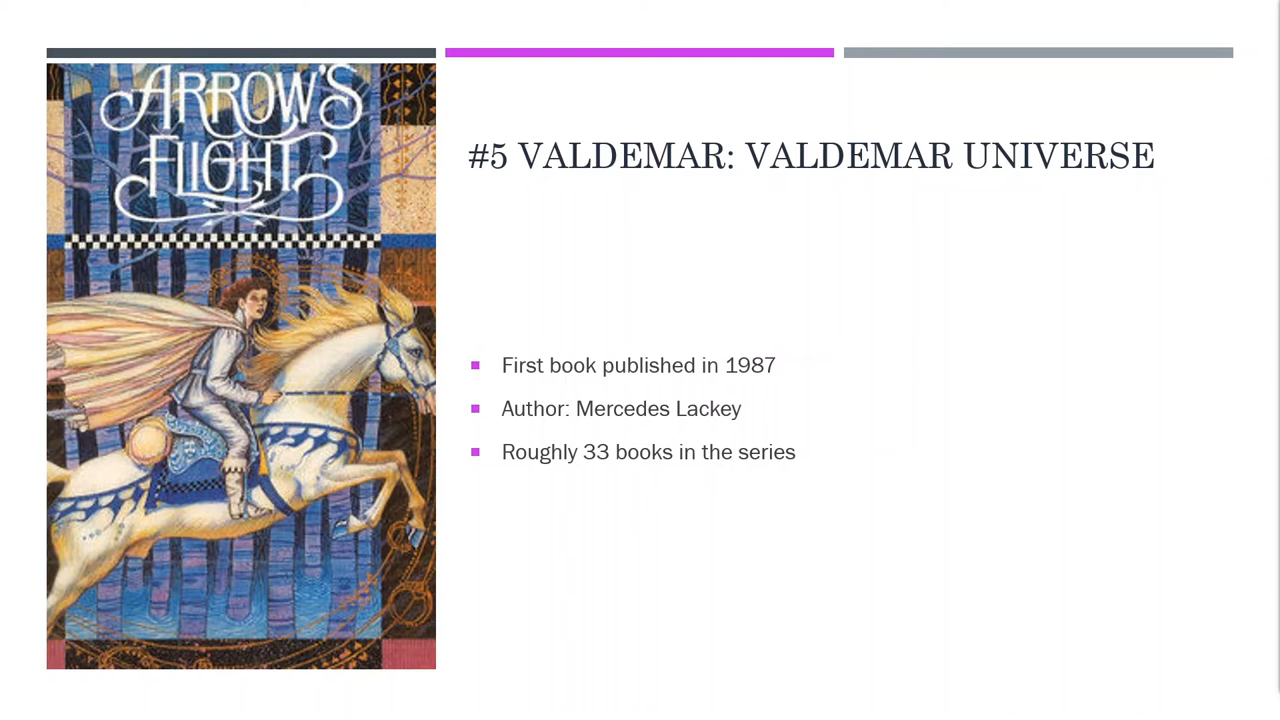 ARROW'S
FLIGHT
#5 VALDEMAR: VALDEMAR UNIVERSE
First book published in 1987
Author: Mercedes Lackey
Roughly 33 books in the series